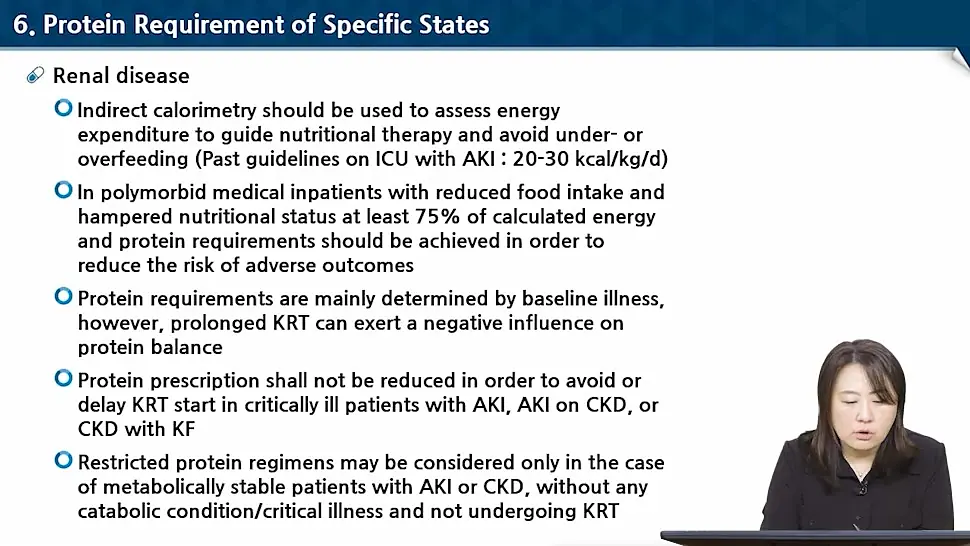 6. Protein Requirement of Specific States
Renal disease
Indirect calorimetry should be used to assess energy
expenditure to guide nutritional therapy and avoid under- or
overfeeding (Past guidelines on ICU with AKI : 20-30 kcal/kg/d)
In polymorbid medical inpatients with reduced food intake and
hampered nutritional status at least 75% of calculated energy
and protein requirements should be achieved in order to
reduce the risk of adverse outcomes
Protein requirements are mainly determined by baseline illness,
however, prolonged KRT can exert a negative influence on
protein balance
Protein prescription shall not be reduced in order to avoid or
delay KRT start in critically ill patients with AKI, AKI on CKD, or
CKD with KF
Restricted protein regimens may be considered only in the case
of metabolically stable patients with AKI or CKD, without any
catabolic condition/critical illness and not undergoing KRT